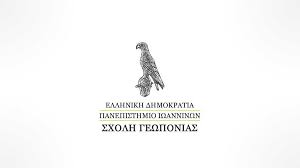 ΕΛΛΗΝΙΚΗ ΔΗΜΟΚΡΑΤΙΑ
ΠΑΝΕΠΙΣΤΗΜΙΟ ΙΩΑΝΝΙΝΩΝ
ΣΧΟΛΗ ΓΕΩΠΟΝΙΑΣ